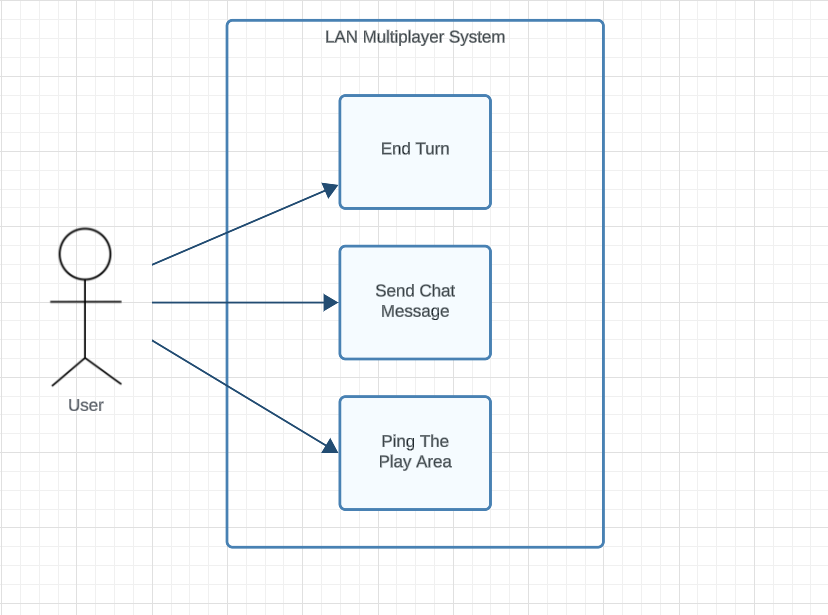 LAN Multiplayer System
End Turn
Send Chat
Message
Ping The
Play Area
User